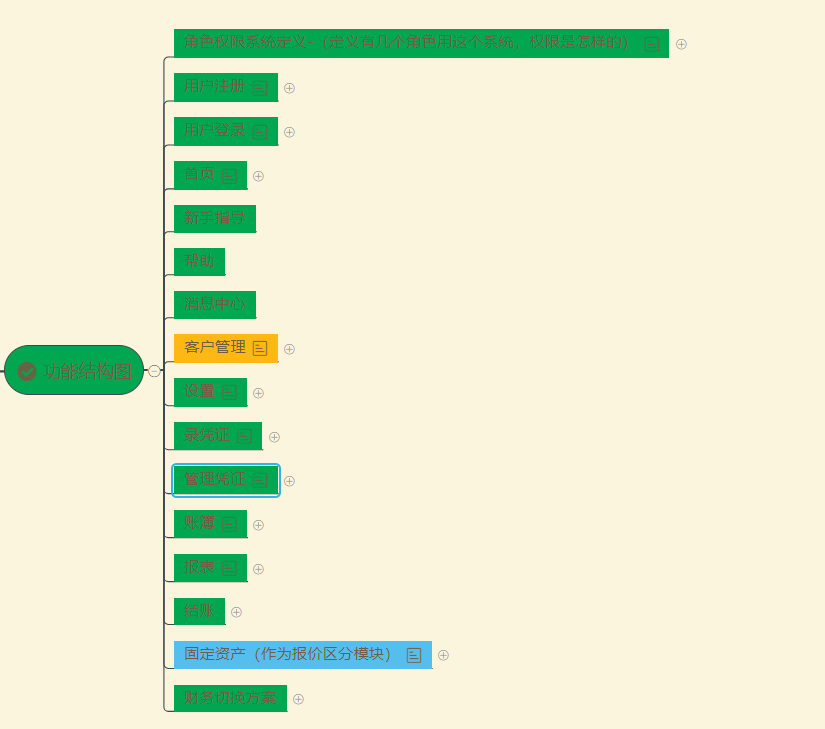 角色权限系统定义-（定义有几个角色用这个系统，权限是怎样的）
用户注册
用户登录
首页
新手指导
帮助
消息中心
客户管理
功能结构图
设置
录凭证
管理凭证
账簿
报表
结账
固定资产（作为报价区分模块）
财务切换方案